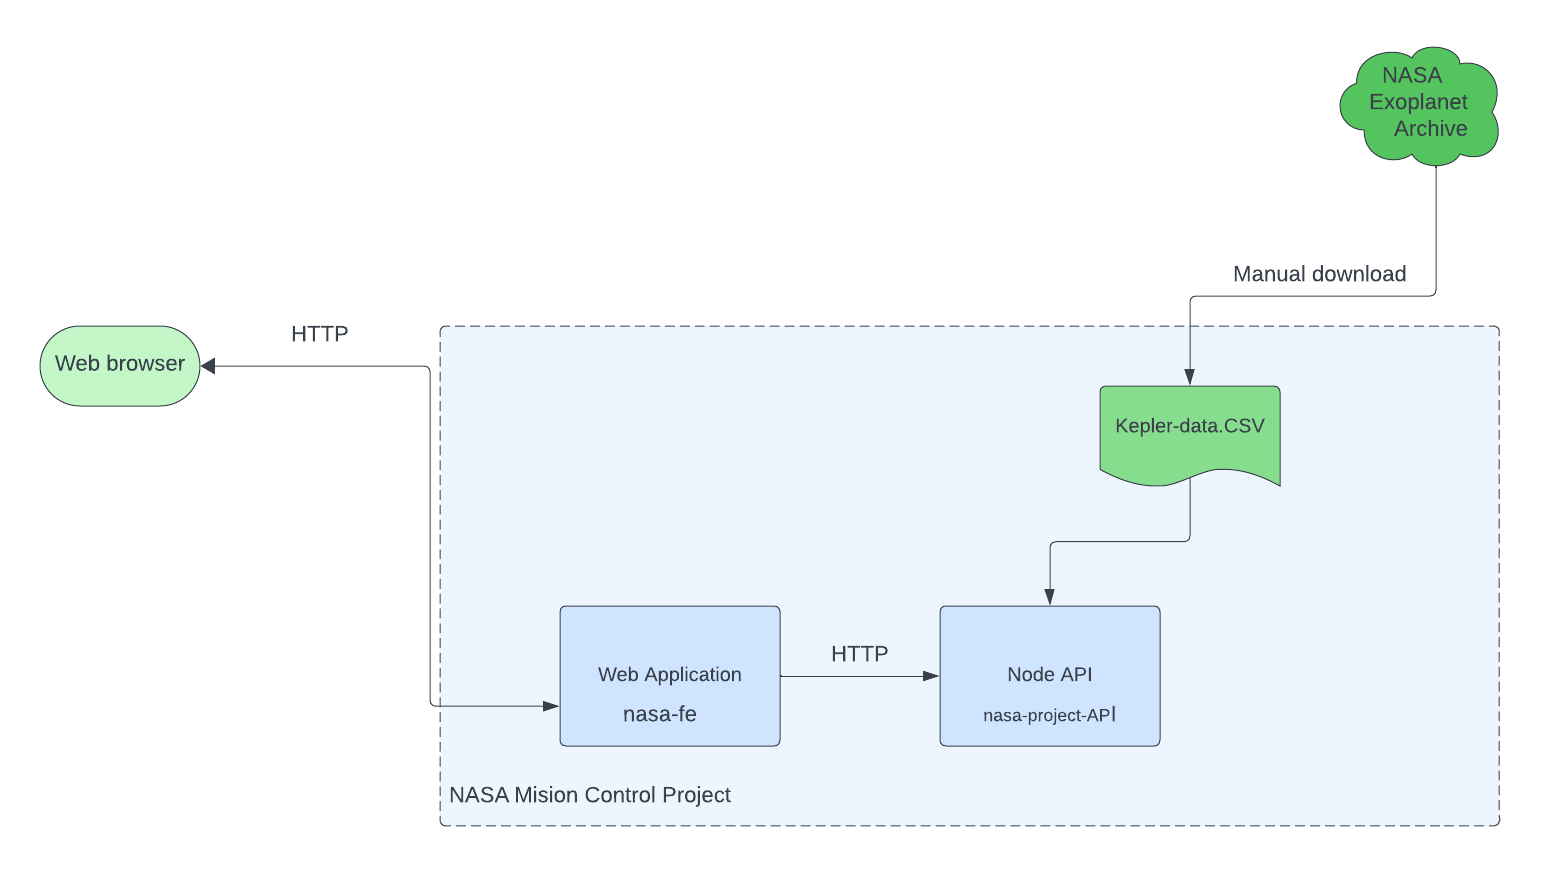 NASA
Exoplanet
Archive
Manual download
HTTP
Web browser
Kepler-data.CSV
HTTP
Web Application
nasa-fe
Node API
nasa-project-API
NASA Mision Control Project